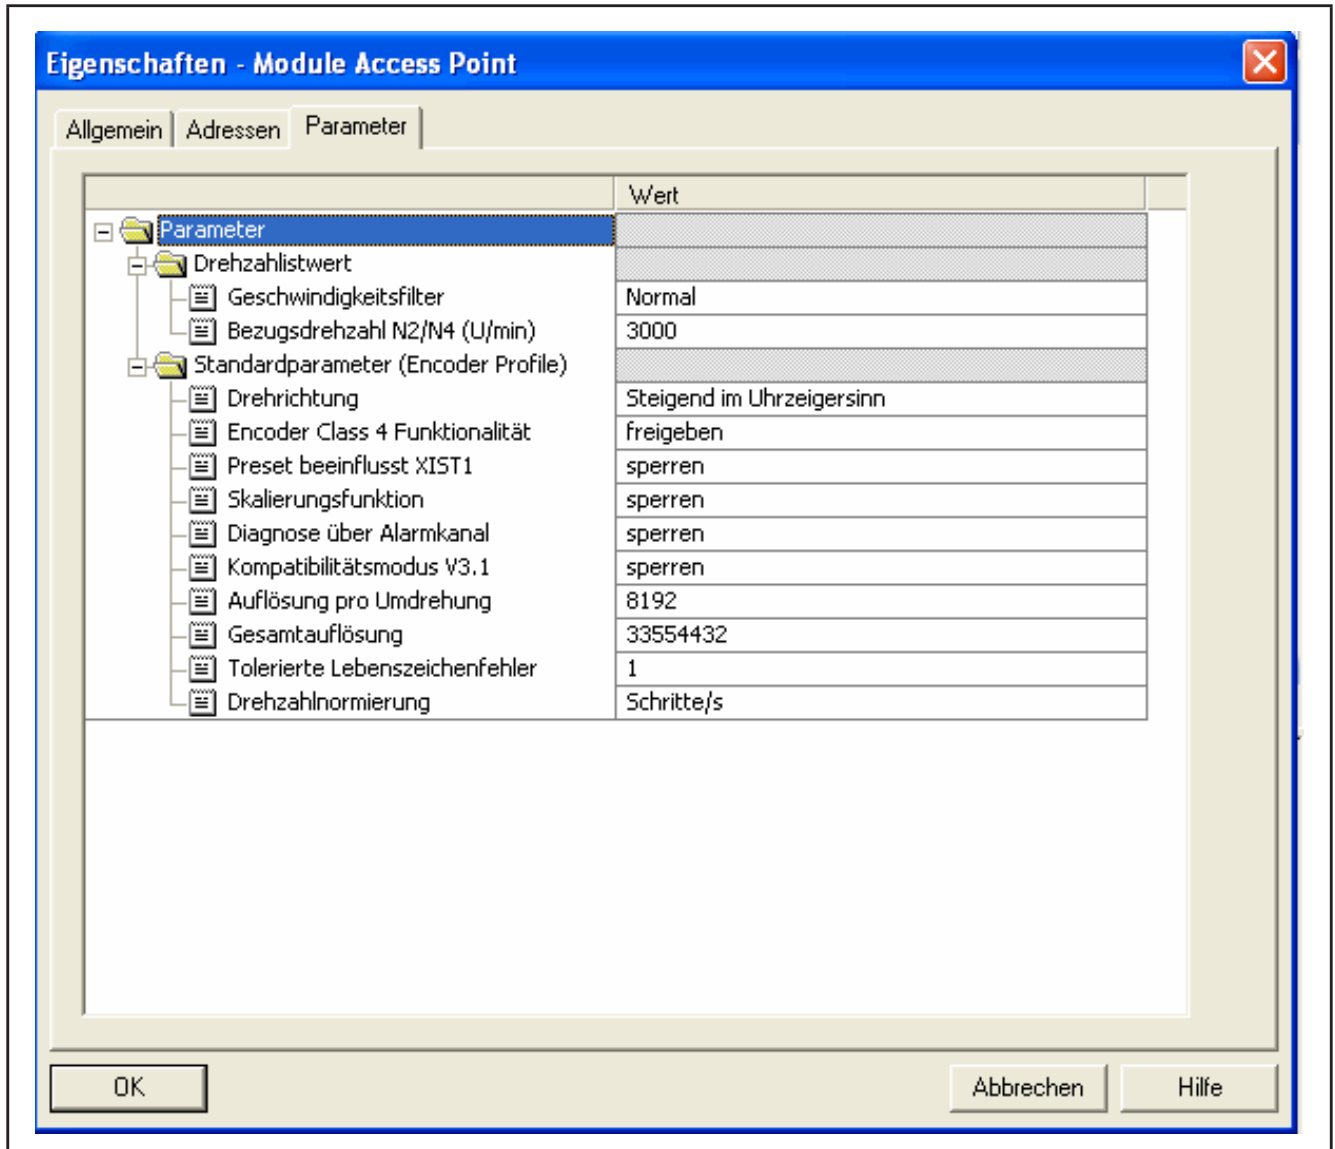 Eigenschaften - Module Access Point
Allgemein Adressen Parameter
Wert
Parameter
Drehzahlistwert
Geschwindigkeitsfilter Normal
Bezugsdrehzahl N2/N4 (U/min) 3000
Standardparameter (Encoder Profile)
Drehrichtung Steigend im Uhrzeigersinn
Encoder Class 4 Funktionalität freigeben
Preset beeinflusst XIST1 sperren
Skalierungsfunktion sperren
Diagnose über Alarmkanal sperren
Kompatibilitätsmodus V3.1 sperren
Auflösung pro Umdrehung 8192
Gesamtauflösung 33554432
Tolerierte Lebenszeichenfehler 1
Drehzahlnormierung Schritte/s
OK Abbrechen Hilfe